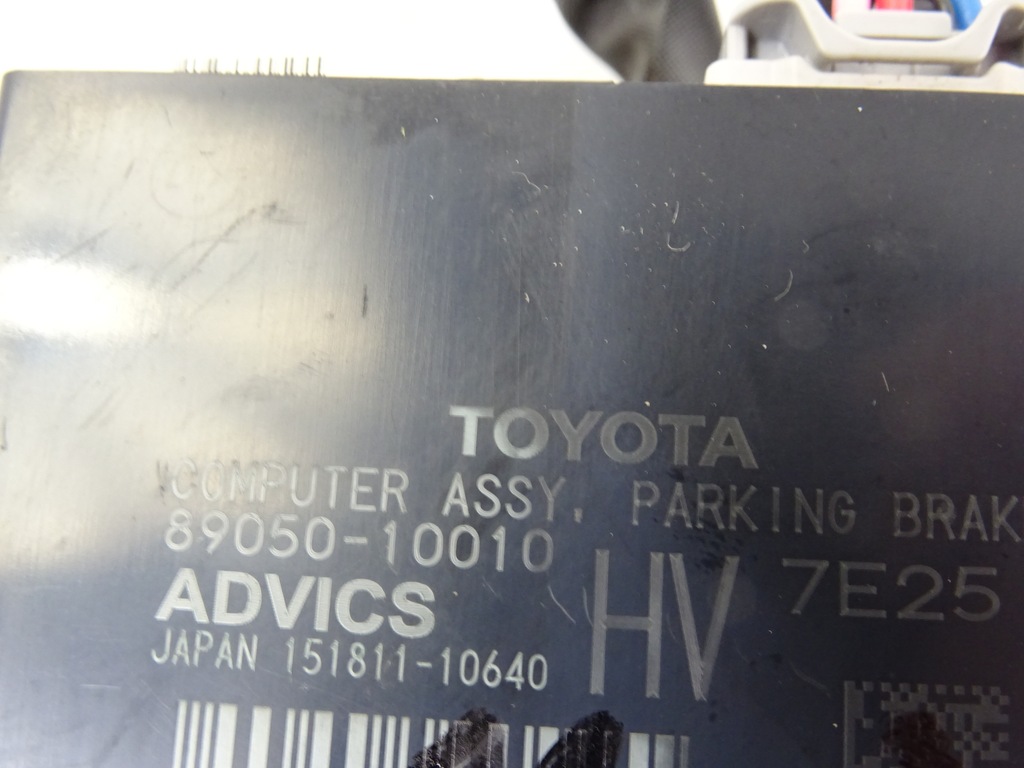 TOYOTA
COMPUTER ASSY, PARKING BRAK
89050-10010
ADVICS HV 7E25
JAPAN 151811-10640